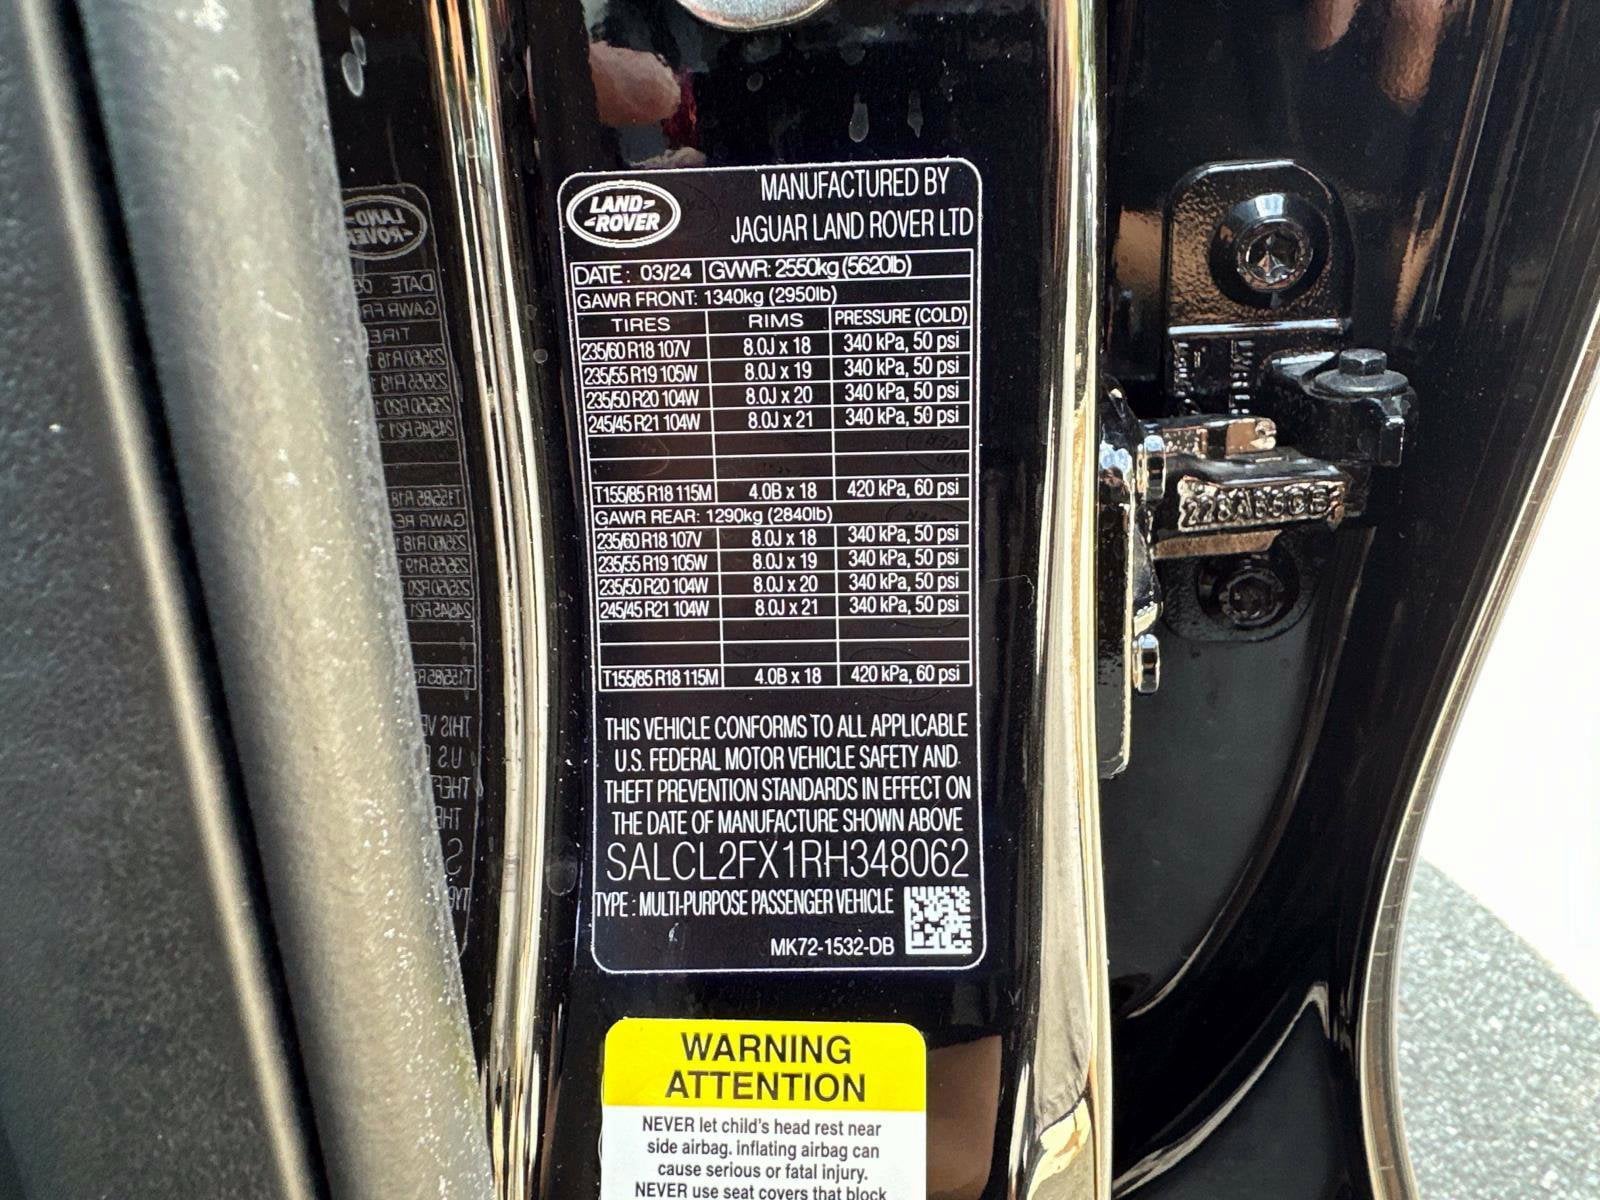 LAND-
-ROVER
MANUFACTURED BY
JAGUAR LAND ROVER LTD
DATE: 03/24 GVWR: 2550kg (5620lb)
GAWR FRONT: 1340kg (2950lb)
TIRES RIMS PRESSURE (COLD)
235/60 R18 107V 8.0J x 18 340 kPa, 50 psi
235/55 R19 105W 8.0J x 19 340 kPa, 50 psi
235/50 R20 104W 8.0J x 20 340 kPa, 50 psi
245/45 R21 104W 8.0J x 21 340 kPa, 50 psi
T155/85 R18 115M 4.0B x 18 420 kPa, 60 psi
GAWR REAR: 1290kg (2840lb)
235/60 R18 107V 8.0J x 18 340 kPa, 50 psi
235/55 R19 105W 8.0J x 19 340 kPa, 50 psi
235/50 R20 104W 8.0J x 20 340 kPa, 50 psi
245/45 R21 104W 8.0J x 21 340 kPa, 50 psi
T155/85 R18 115M 4.0B x 18 420 kPa, 60 psi
THIS VEHICLE CONFORMS TO ALL APPLICABLE
U.S. FEDERAL MOTOR VEHICLE SAFETY AND
THEFT PREVENTION STANDARDS IN EFFECT ON
THE DATE OF MANUFACTURE SHOWN ABOVE
SALCL2FX1RH348062
TYPE : MULTI-PURPOSE PASSENGER VEHICLE
MK72-1532-DB
WARNING
ATTENTION
NEVER let child's head rest near
side airbag. inflating airbag can
cause serious or fatal injury.
NEVER use seat covers that block